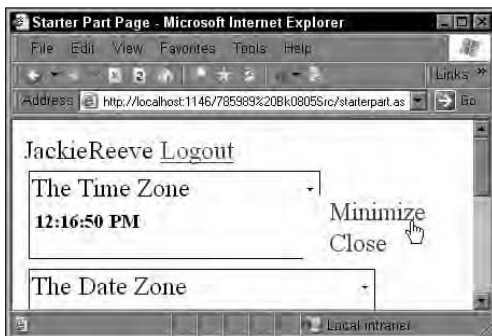 Starter Part Page - Microsoft Internet Explorer
File Edit View Favorites Tools Help
Links »
Address http://localhost:1146/785989%20Bk0805Src/starterpart.as Go
JackieReeve Logout
The Time Zone
12:16:50 PM
Minimize
Close
The Date Zone
Local intranet